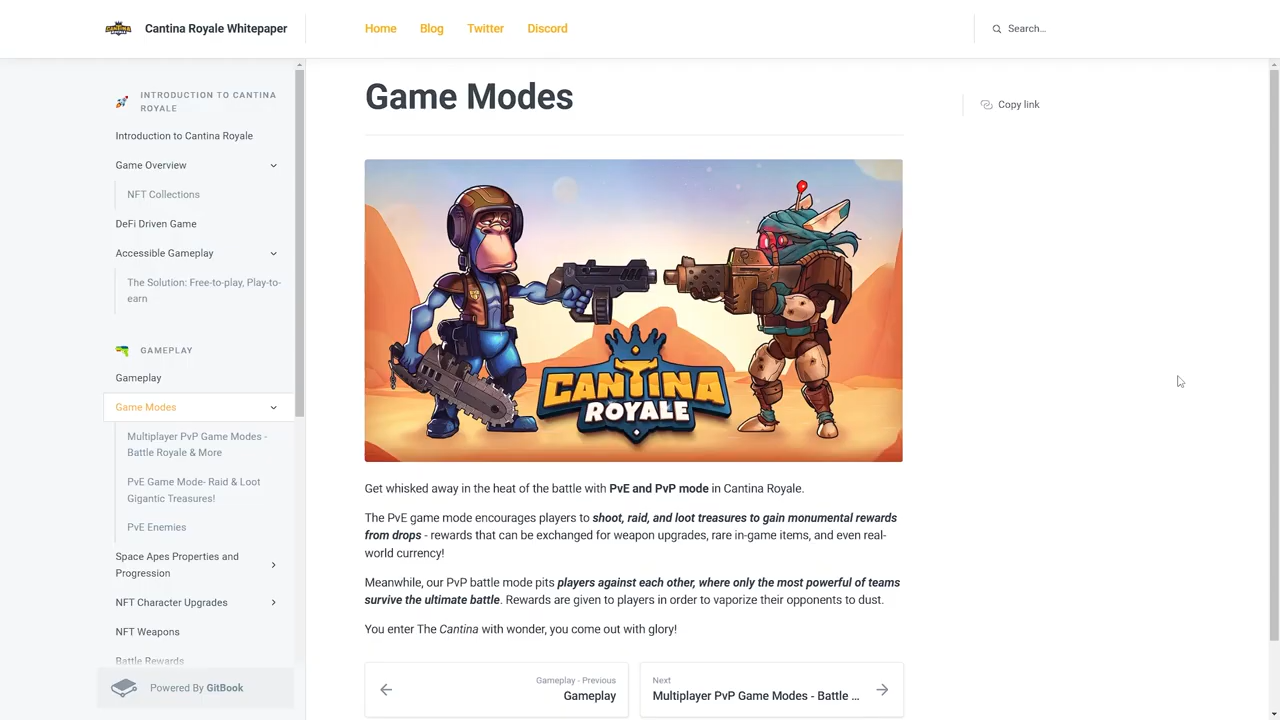 CANTINA
ROYALE
Cantina Royale Whitepaper
Home
Blog
Twitter
Discord
Search...
INTRODUCTION TO CANTINA
ROYALE
Introduction to Cantina Royale
Game Overview
NFT Collections
DeFi Driven Game
Accessible Gameplay
The Solution: Free-to-play, Play-to-
earn
GAMEPLAY
Gameplay
Game Modes
Multiplayer PvP Game Modes -
Battle Royale & More
PvE Game Mode- Raid & Loot
Gigantic Treasures!
PvE Enemies
Space Apes Properties and
Progression
NFT Character Upgrades
NFT Weapons
Battle Rewards
Powered By GitBook
Game Modes
Copy link
CANTINA
ROYALE
Get whisked away in the heat of the battle with PvE and PvP mode in Cantina Royale.
The PvE game mode encourages players to shoot, raid, and loot treasures to gain monumental rewards
from drops - rewards that can be exchanged for weapon upgrades, rare in-game items, and even real-
world currency!
Meanwhile, our PvP battle mode pits players against each other, where only the most powerful of teams
survive the ultimate battle. Rewards are given to players in order to vaporize their opponents to dust.
You enter The Cantina with wonder, you come out with glory!
Gameplay - Previous
Gameplay
Next
Multiplayer PvP Game Modes - Battle ...